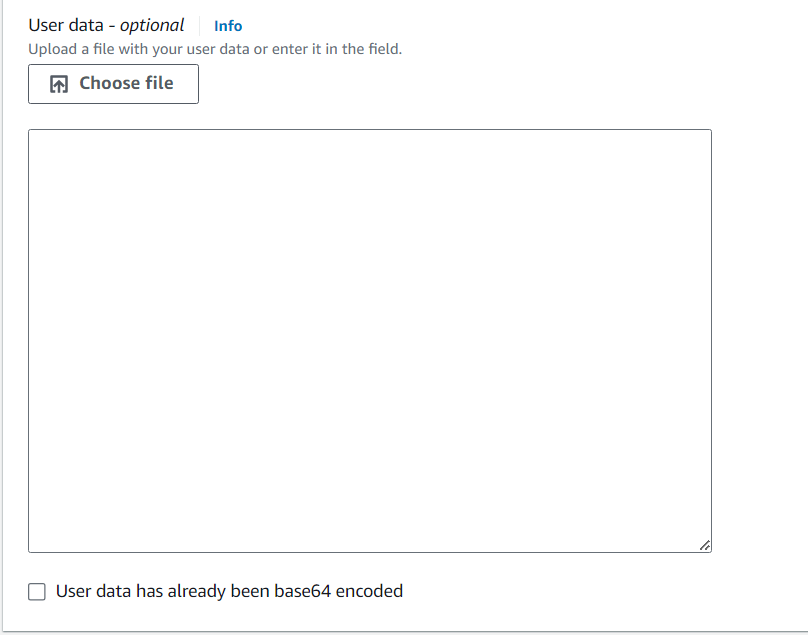 User data - optional Info
Upload a file with your user data or enter it in the field.
Choose file
User data has already been base64 encoded